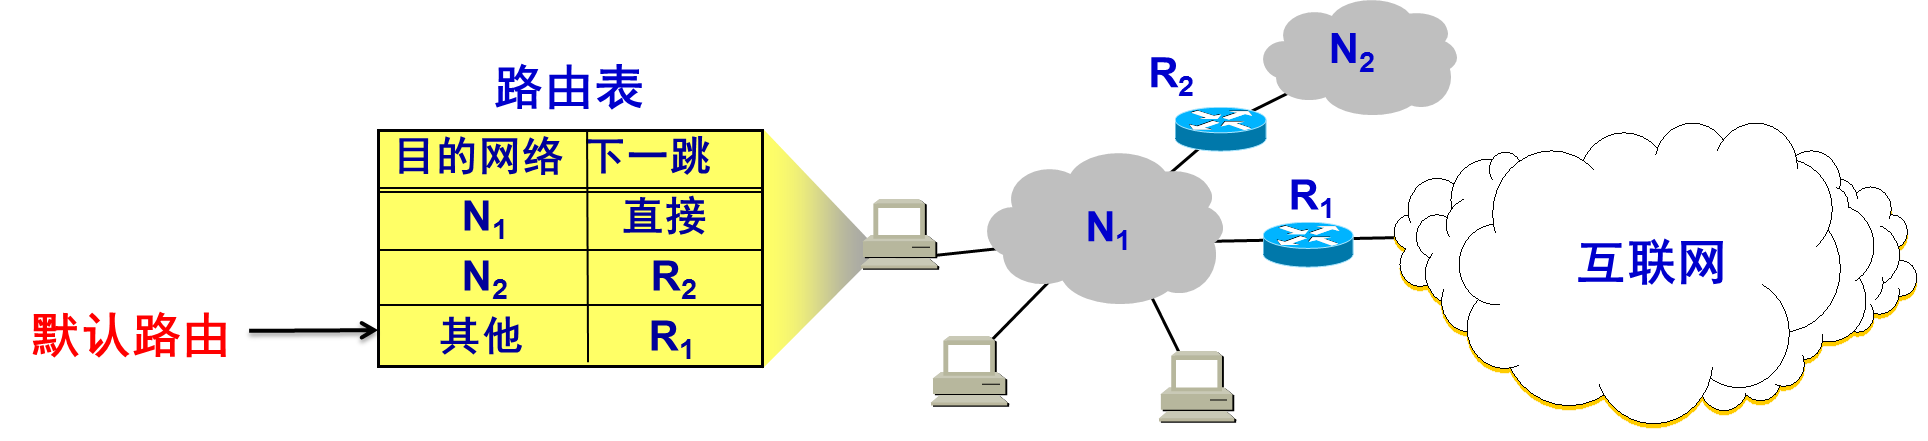 路由表
目的网络 下一跳
N₁ 直接
N₂ R₂
其他 R₁
默认路由
R₂
N₂
N₁
R₁
互联网